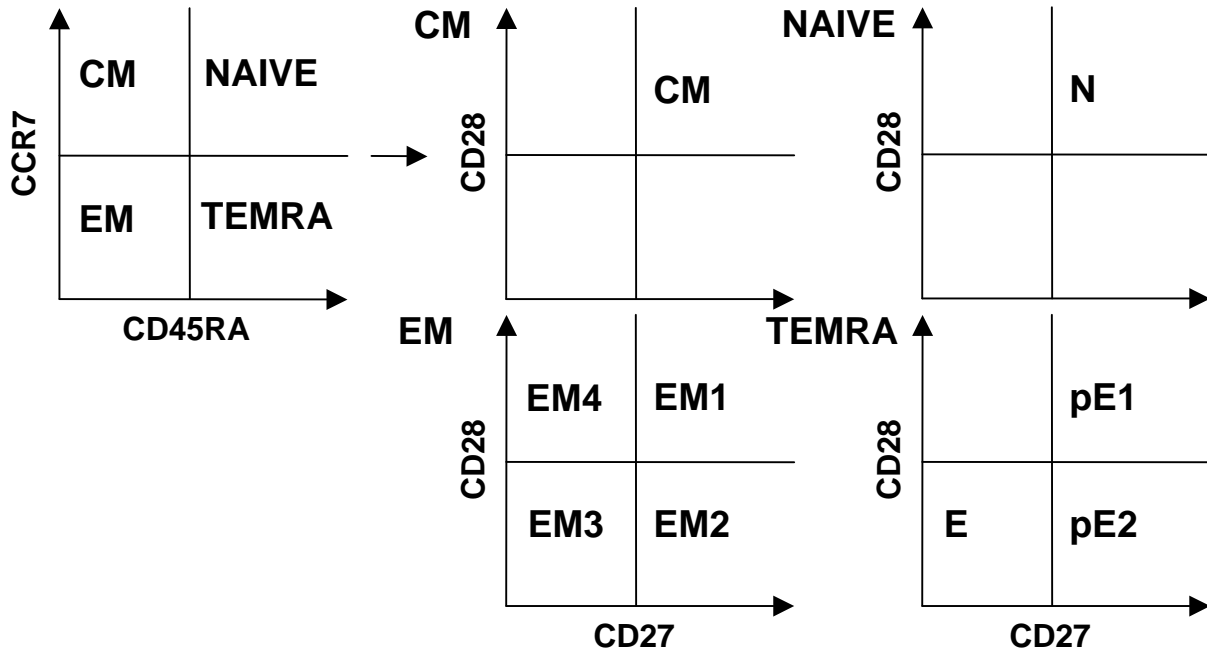 CM NAIVE
EM TEMRA
CCR7
CD45RA
CM
CM
CD28
NAIVE
N
CD28
EM
EM4 EM1
EM3 EM2
CD28
CD27
TEMRA
pE1
E pE2
CD28
CD27